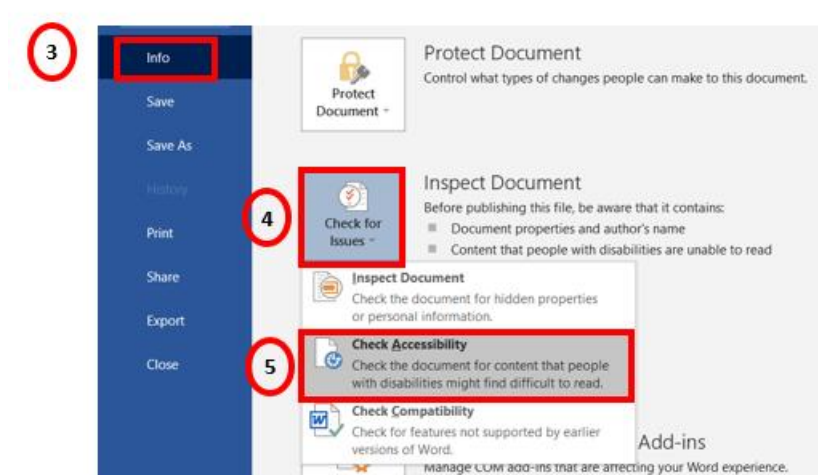 3
Info
Save
Save As
History
Print
Share
Export
Close
Protect
Document
Protect Document
Control what types of changes people can make to this document.
4
Check for
Issues
Inspect Document
Before publishing this file, be aware that it contains:
Document properties and author's name
Content that people with disabilities are unable to read
Inspect Document
Check the document for hidden properties
or personal information.
5
Check Accessibility
Check the document for content that people
with disabilities might find difficult to read.
Check Compatibility
Check for features not supported by earlier
versions of Word.
Add-ins
Manage COM add-ins that are affecting your Word experience.